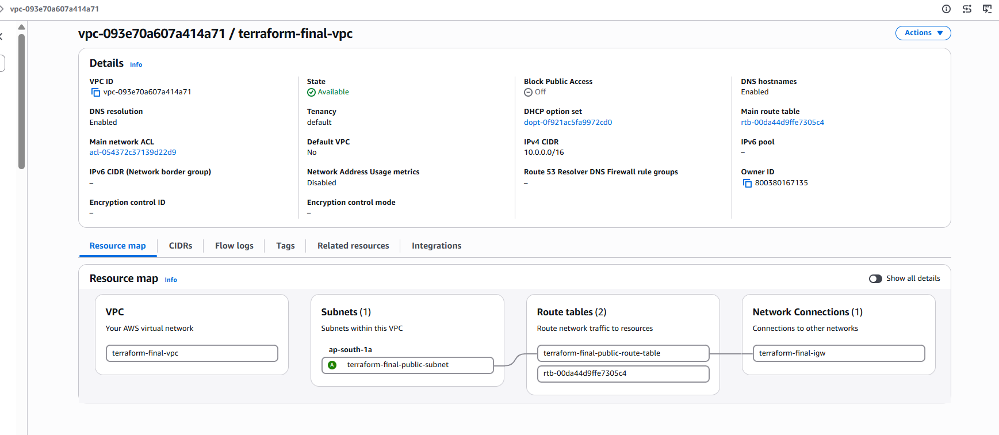 vpc-093e70a607a414a71
vpc-093e70a607a414a71 / terraform-final-vpc
Actions
Details Info
VPC ID
vpc-093e70a607a414a71
State
Available
Block Public Access
Off
DNS hostnames
Enabled
DNS resolution
Enabled
Tenancy
default
DHCP option set
dopt-0f921ac5fa9972cd0
Main route table
rtb-00da44d9ffe7305c4
Main network ACL
acl-054372c37139d22d9
Default VPC
No
IPv4 CIDR
10.0.0.0/16
IPv6 pool
–
IPv6 CIDR (Network border group)
–
Network Address Usage metrics
Disabled
Route 53 Resolver DNS Firewall rule groups
–
Owner ID
800380167135
Encryption control ID
–
Encryption control mode
–
Resource map
CIDRs
Flow logs
Tags
Related resources
Integrations
Resource map Info
Show all details
VPC
Your AWS virtual network
terraform-final-vpc
Subnets (1)
Subnets within this VPC
ap-south-1a
A terraform-final-public-subnet
Route tables (2)
Route network traffic to resources
terraform-final-public-route-table
rtb-00da44d9ffe7305c4
Network Connections (1)
Connections to other networks
terraform-final-igw